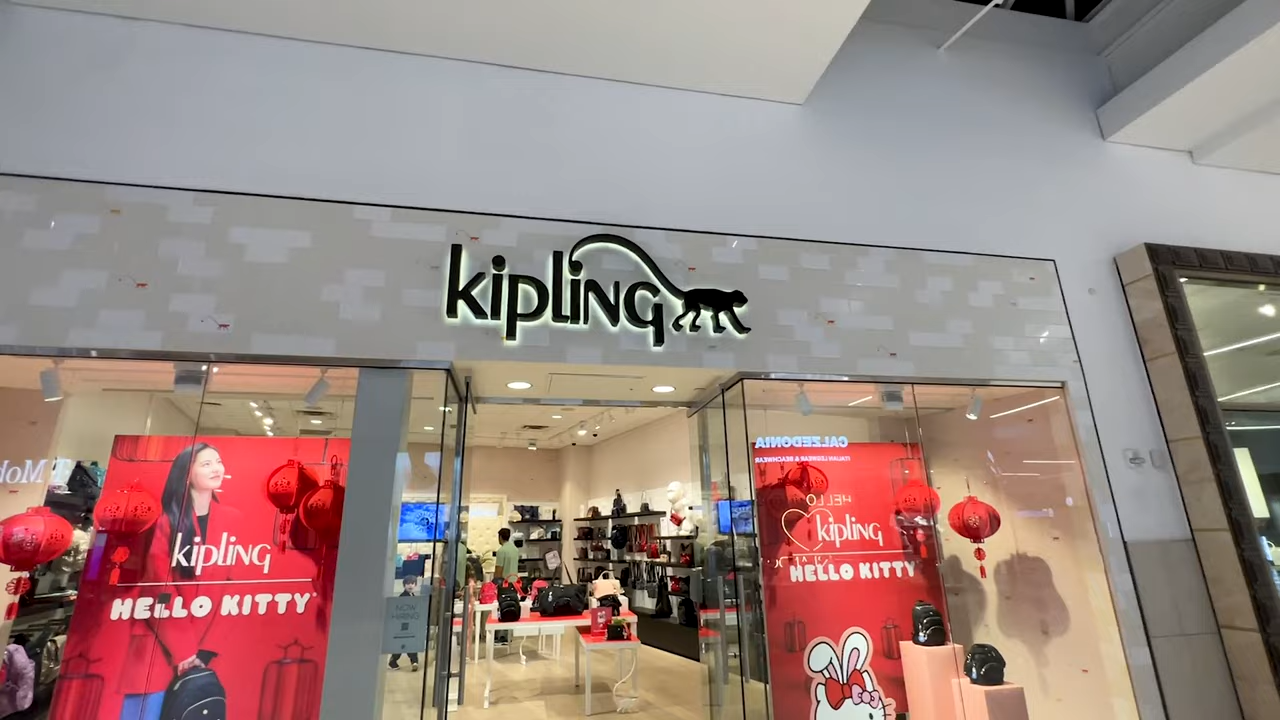 kipling
kipling
HELLO KITTY
NOW
HIRING
CALZEDONIA
ITALIAN LEGWEAR & BEACHWEAR
HELLO
kipling
HELLO KITTY